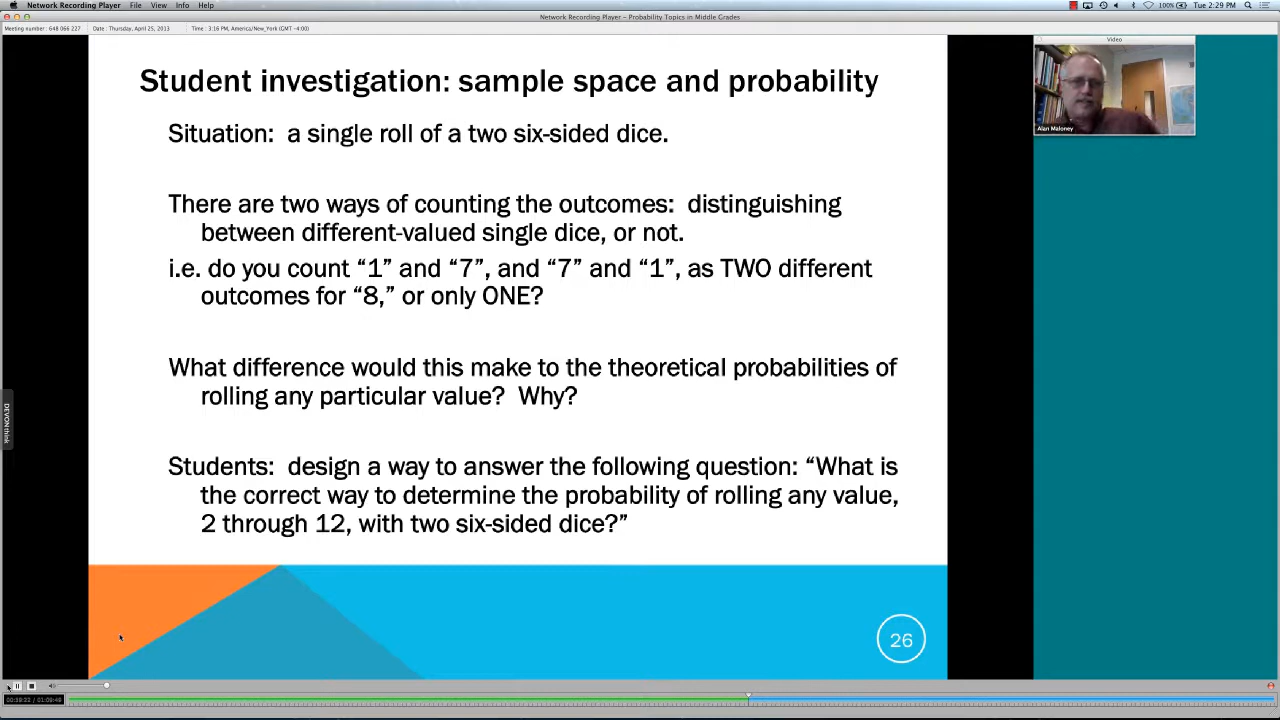 Network Recording Player File Edit View Info Help
100% Tue 2:29 PM
Network Recording Player – Probability Topics in Middle Grades
Meeting number: 648 066 227 Date: Thursday, April 25, 2013 Time: 3:16 PM, America/New_York (GMT -4:00)
Video
Alan Maloney
Student investigation: sample space and probability
Situation: a single roll of a two six-sided dice.
There are two ways of counting the outcomes: distinguishing
between different-valued single dice, or not.
i.e. do you count “1” and “7”, and “7” and “1”, as TWO different
outcomes for “8,” or only ONE?
What difference would this make to the theoretical probabilities of
rolling any particular value? Why?
Students: design a way to answer the following question: “What is
the correct way to determine the probability of rolling any value,
2 through 12, with two six-sided dice?”
26
DEVONthink